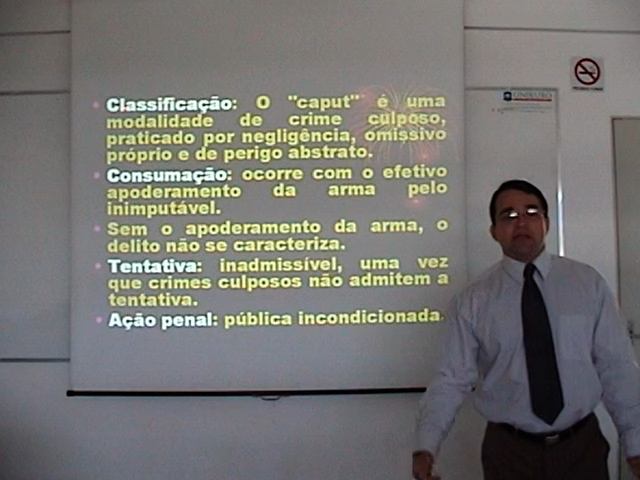 Classificação: O "caput" é uma
modalidade de crime culposo,
praticado por negligência, omissivo
próprio e de perigo abstrato.
Consumação: ocorre com o efetivo
apoderamento da arma pelo
inimputável.
Sem o apoderamento da arma, o
delito não se caracteriza.
Tentativa: inadmissível, uma vez
que crimes culposos não admitem a
tentativa.
Ação penal: pública incondicionada.